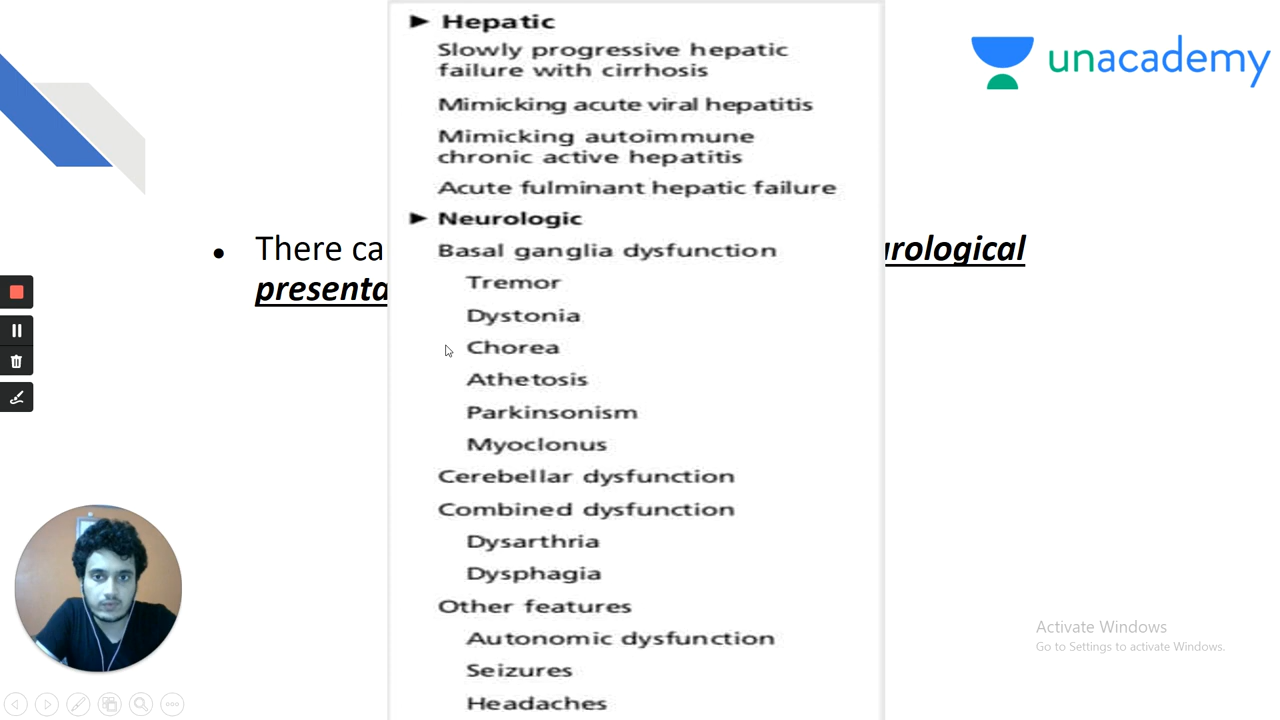 ► Hepatic
Slowly progressive hepatic
failure with cirrhosis
Mimicking acute viral hepatitis
Mimicking autoimmune
chronic active hepatitis
Acute fulminant hepatic failure
► Neurologic
Basal ganglia dysfunction
Tremor
Dystonia
Chorea
Athetosis
Parkinsonism
Myoclonus
Cerebellar dysfunction
Combined dysfunction
Dysarthria
Dysphagia
Other features
Autonomic dysfunction
Seizures
Headaches
unacademy
• There ca urological
presenta
Activate Windows
Go to Settings to activate Windows.